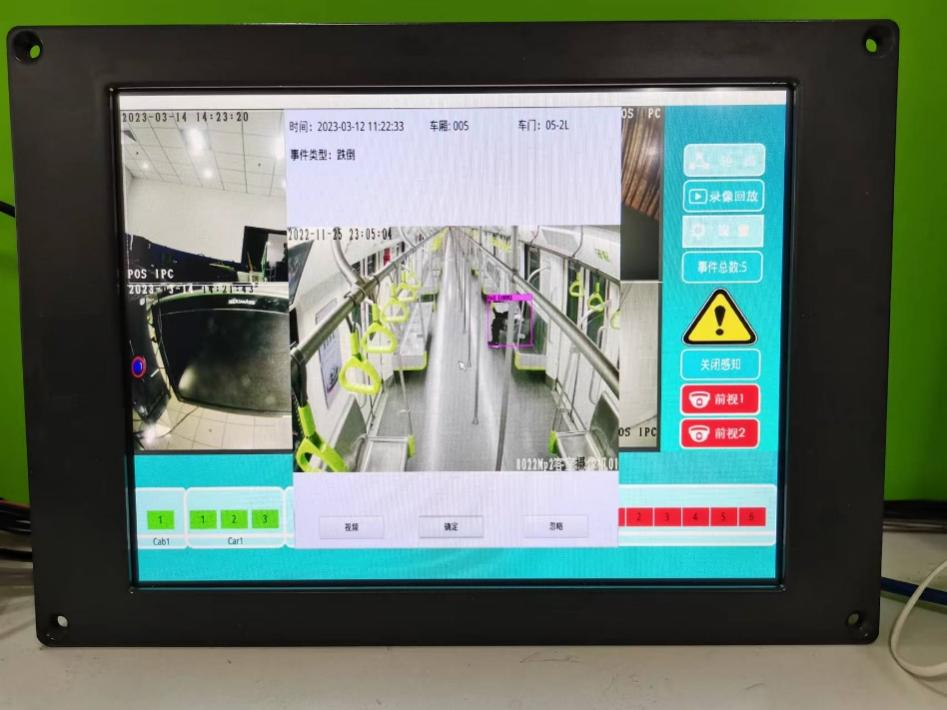 2023-03-14 14:23:20
时间：2023-03-12 11:22:33 车厢: 005 车门：05-2L
事件类型：跌倒
OS IPC
录像回放
2022-11-25 23:05:04
事件总数:5
POS IPC
关闭感知
前视1
前视2
OS IPC
1 1 2 3
2 3 4 5 6
Cab1 Car1
视频 确定 忽略